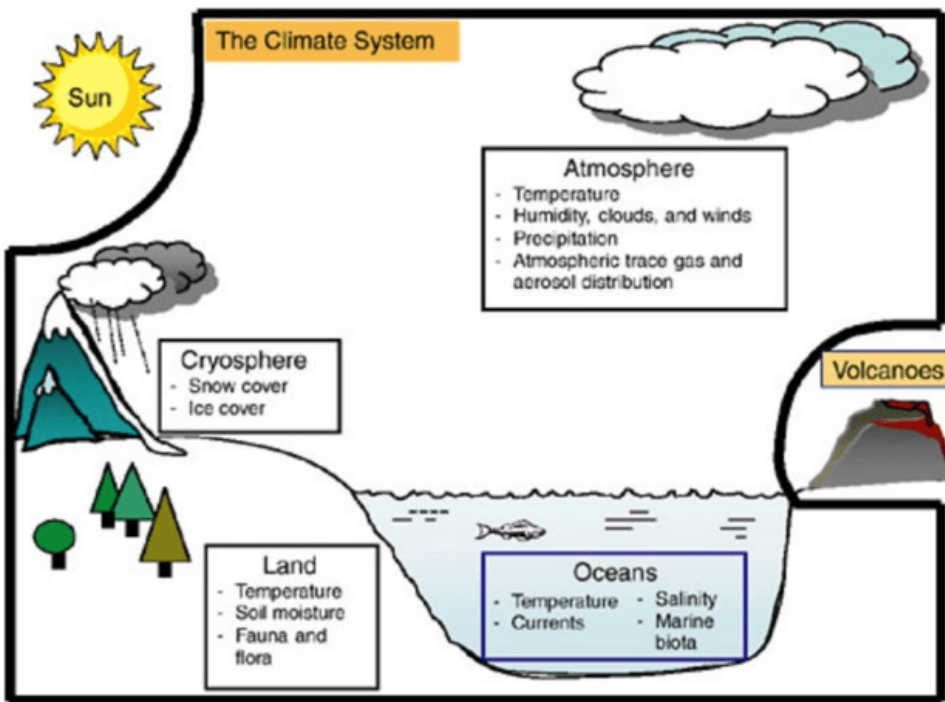 The Climate System
Sun
Atmosphere
- Temperature
- Humidity, clouds, and winds
- Precipitation
- Atmospheric trace gas and
aerosol distribution
Cryosphere
- Snow cover
- Ice cover
Volcanoes
Land
- Temperature
- Soil moisture
- Fauna and
flora
Oceans
- Temperature
- Currents
- Salinity
- Marine
biota